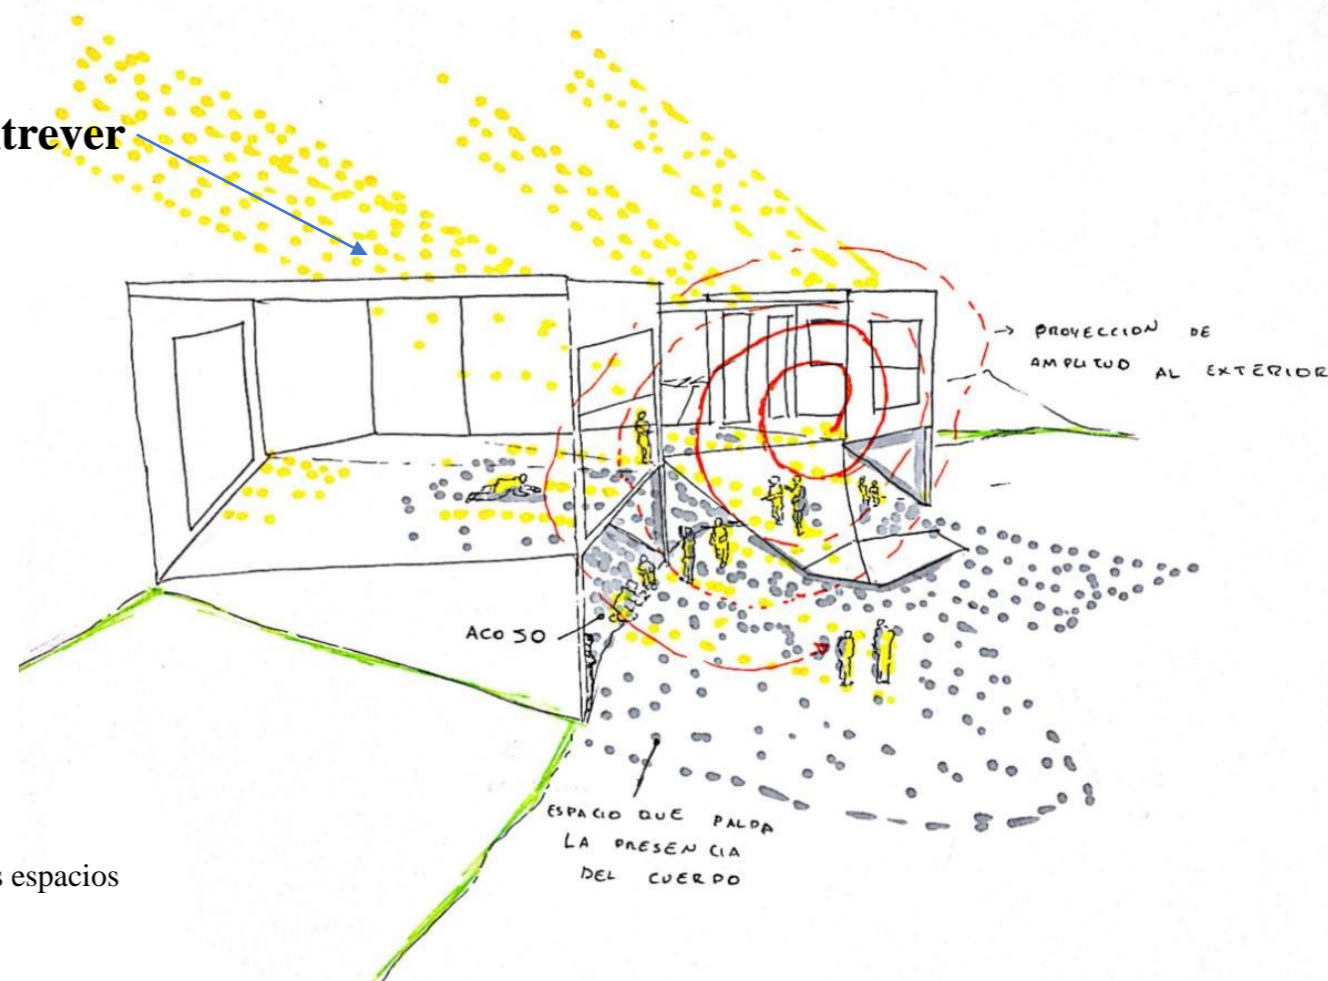 trever
→ PROYECCION DE
AMPLITUD AL EXTERIOR
ACOSO
ESPACIO QUE PALPA
LA PRESENCIA
DEL CUERPO
s espacios